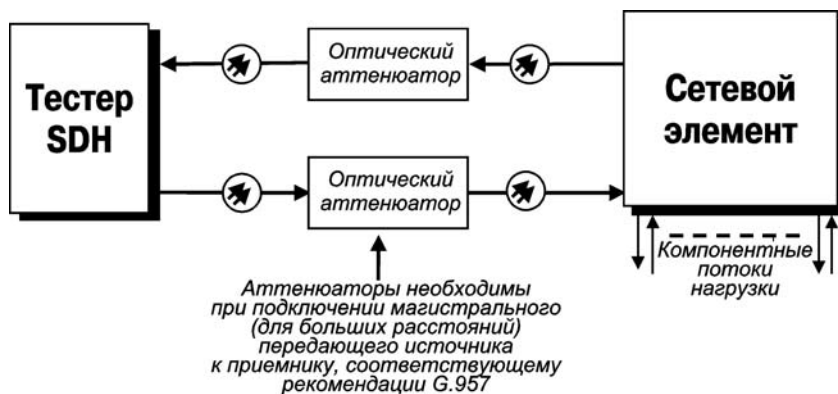 Тестер
SDH
Оптический
аттенюатор
Сетевой
элемент
Оптический
аттенюатор
Компонентные
потоки
нагрузки
Аттенюаторы необходимы
при подключении магистрального
(для больших расстояний)
передающего источника
к приемнику, соответствующему
рекомендации G.957